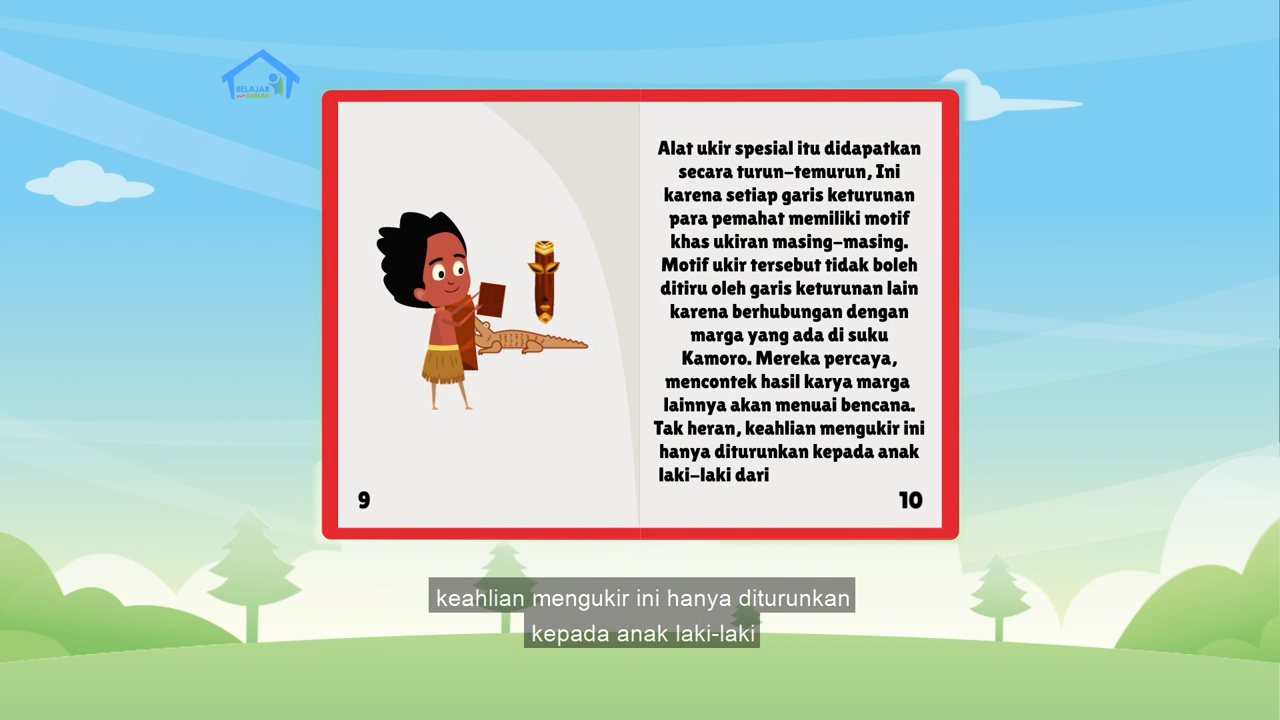 BELAJAR
dari RUMAH
Alat ukir spesial itu didapatkan
secara turun-temurun, Ini
karena setiap garis keturunan
para pemahat memiliki motif
khas ukiran masing-masing.
Motif ukir tersebut tidak boleh
ditiru oleh garis keturunan lain
karena berhubungan dengan
marga yang ada di suku
Kamoro. Mereka percaya,
mencontek hasil karya marga
lainnya akan menuai bencana.
Tak heran, keahlian mengukir ini
hanya diturunkan kepada anak
laki-laki dari
9
10
keahlian mengukir ini hanya diturunkan
kepada anak laki-laki